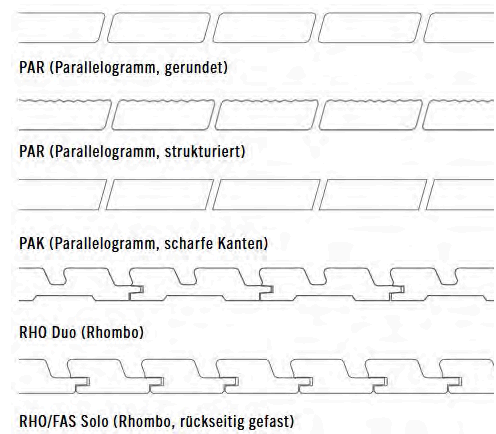 PAR (Parallelogramm, gerundet)
PAR (Parallelogramm, strukturiert)
PAK (Parallelogramm, scharfe Kanten)
RHO Duo (Rhombo)
RHO/FAS Solo (Rhombo, rückseitig gefast)